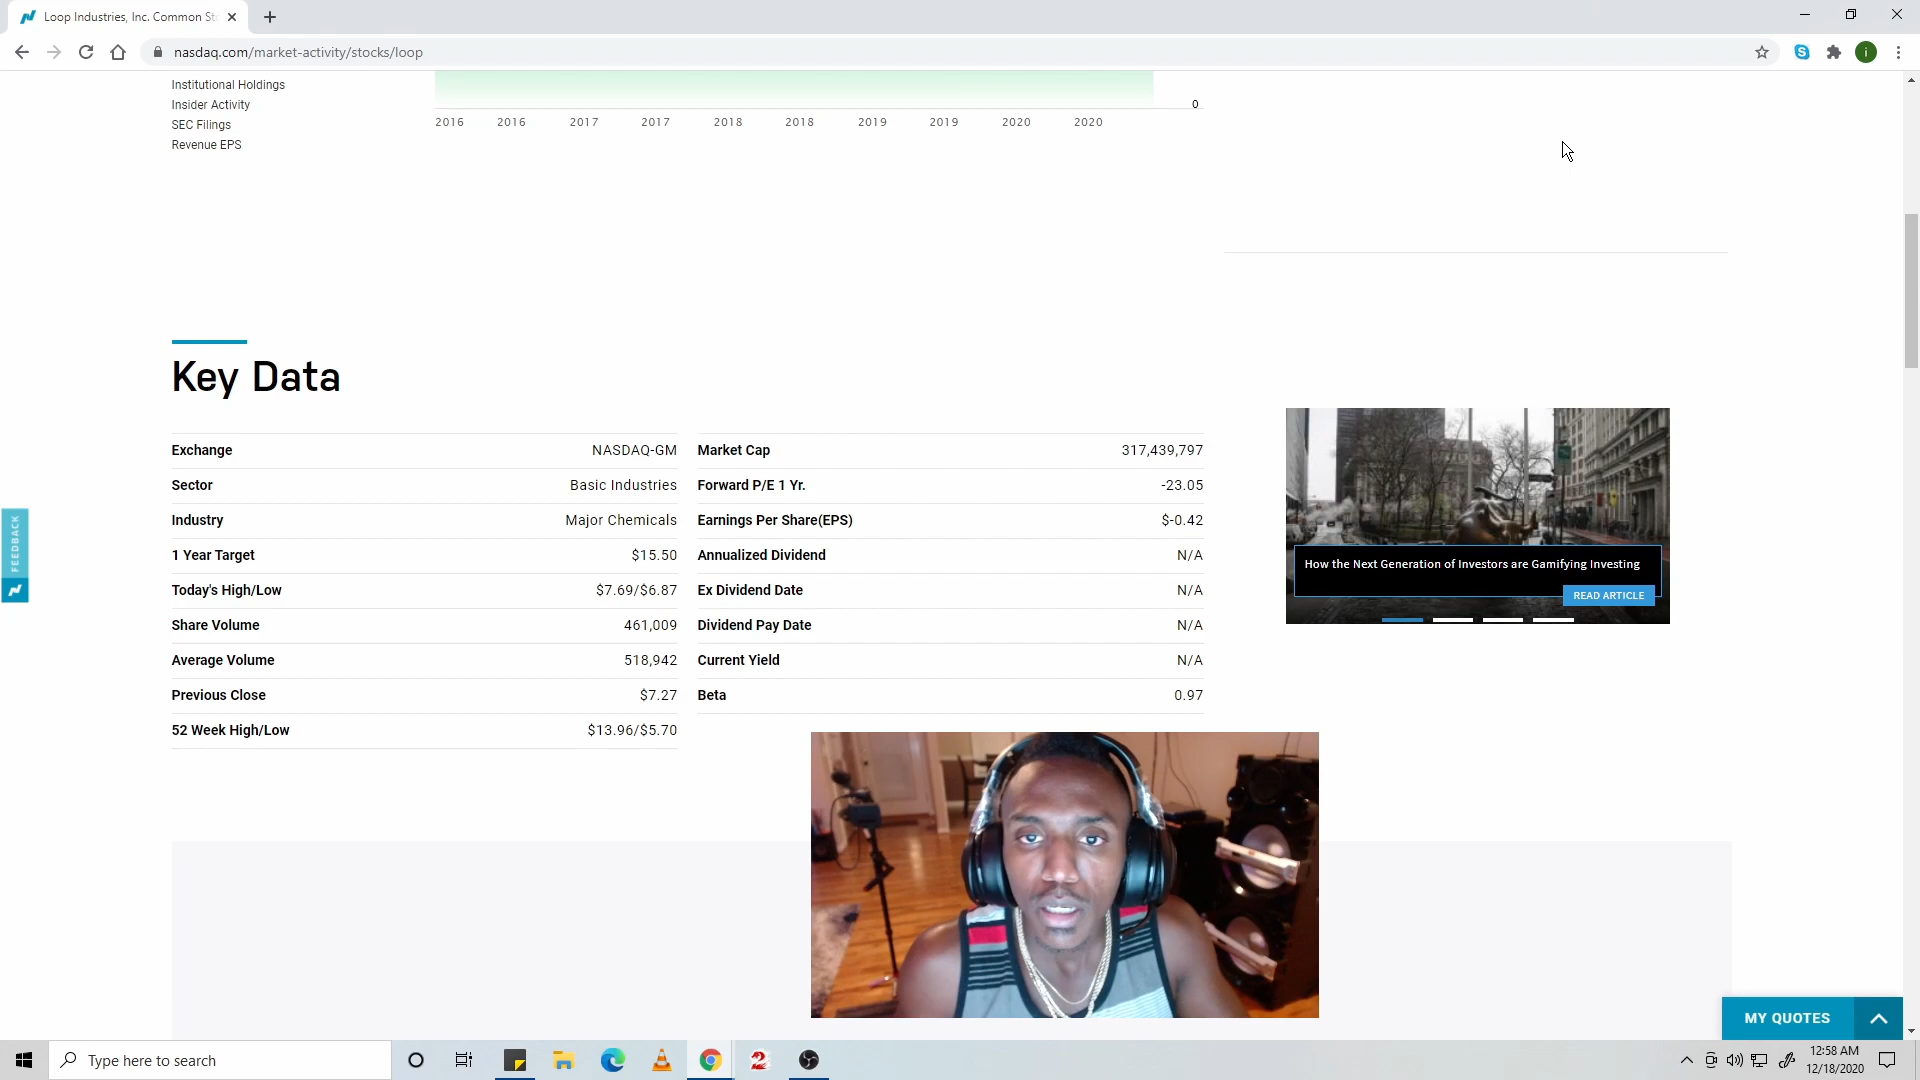 Loop Industries, Inc. Common St
nasdaq.com/market-activity/stocks/loop
i
Institutional Holdings
Insider Activity
SEC Filings
Revenue EPS
0
2016 2016 2017 2017 2018 2018 2019 2019 2020 2020
Key Data
Exchange NASDAQ-GM
Sector Basic Industries
Industry Major Chemicals
1 Year Target $15.50
Today's High/Low $7.69/$6.87
Share Volume 461,009
Average Volume 518,942
Previous Close $7.27
52 Week High/Low $13.96/$5.70
Market Cap 317,439,797
Forward P/E 1 Yr. -23.05
Earnings Per Share(EPS) $-0.42
Annualized Dividend N/A
Ex Dividend Date N/A
Dividend Pay Date N/A
Current Yield N/A
Beta 0.97
How the Next Generation of Investors are Gamifying Investing
READ ARTICLE
FEEDBACK
MY QUOTES
Type here to search
12:58 AM
12/18/2020